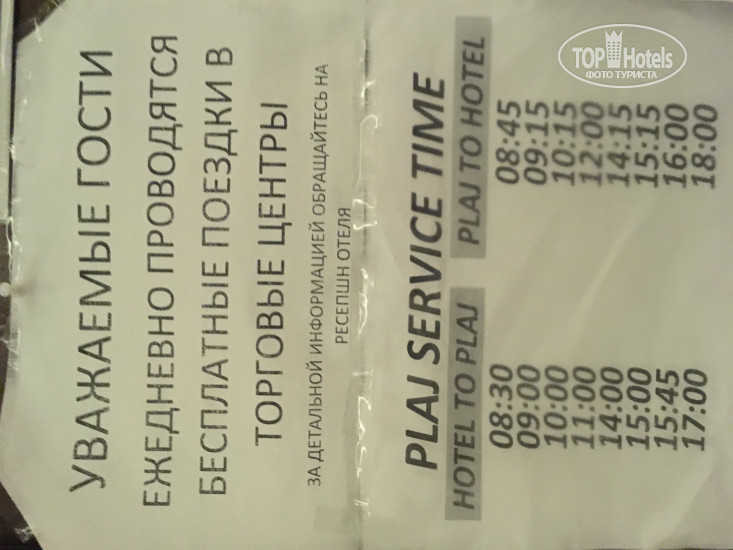 УВАЖАЕМЫЕ ГОСТИ
ЕЖЕДНЕВНО ПРОВОДЯТСЯ
БЕСПЛАТНЫЕ ПОЕЗДКИ В
ТОРГОВЫЕ ЦЕНТРЫ
ЗА ДЕТАЛЬНОЙ ИНФОРМАЦИЕЙ ОБРАЩАЙТЕСЬ НА
РЕСЕПШН ОТЕЛЯ
PLAJ SERVICE TIME
HOTEL TO PLAJ PLAJ TO HOTEL
08:30 08:45
09:00 09:15
10:00 10:15
11:00 12:00
14:00 14:15
15:00 15:15
15:45 16:00
17:00 18:00
TOP Hotels
ФОТО ТУРИСТА